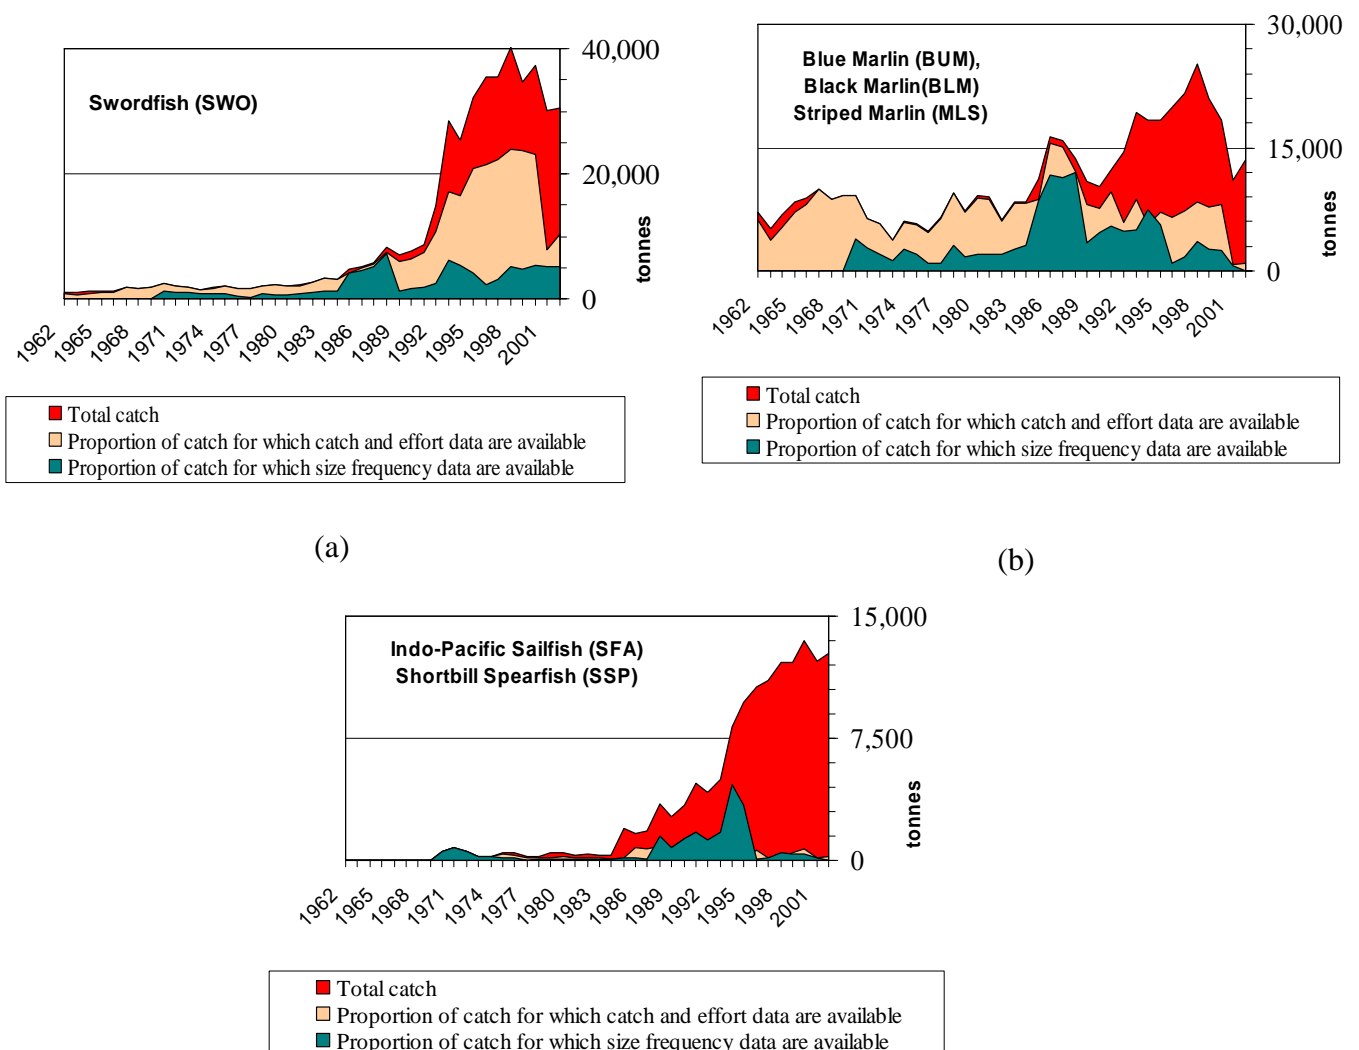 Swordfish (SWO)
40,000
20,000
0
tonnes
1962
1965
1968
1971
1974
1977
1980
1983
1986
1989
1992
1995
1998
2001
Total catch
Proportion of catch for which catch and effort data are available
Proportion of catch for which size frequency data are available
(a)
Blue Marlin (BUM),
Black Marlin(BLM)
Striped Marlin (MLS)
30,000
15,000
0
tonnes
1962
1965
1968
1971
1974
1977
1980
1983
1986
1989
1992
1995
1998
2001
Total catch
Proportion of catch for which catch and effort data are available
Proportion of catch for which size frequency data are available
(b)
Indo-Pacific Sailfish (SFA)
Shortbill Spearfish (SSP)
15,000
7,500
0
tonnes
1962
1965
1968
1971
1974
1977
1980
1983
1986
1989
1992
1995
1998
2001
Total catch
Proportion of catch for which catch and effort data are available
Proportion of catch for which size frequency data are available